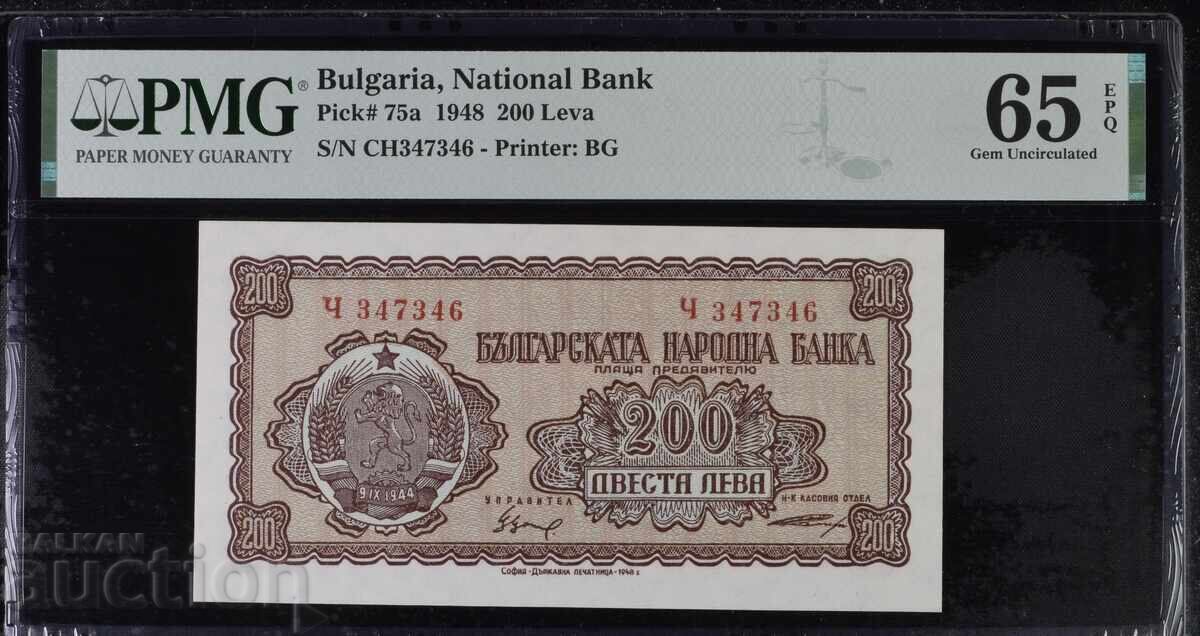 PMG®
PAPER MONEY GUARANTY
Bulgaria, National Bank
Pick# 75a 1948 200 Leva
S/N CH347346 - Printer: BG
65
EPQ
Gem Uncirculated
200
200
Ч 347346
Ч 347346
БЪЛГАРСКАТА НАРОДНА БАНКА
ПЛАЩА ПРЕДЯВИТЕЛЮ
200
ДВЕСТА ЛЕВА
9 IX 1944
УПРАВИТЕЛ
Н-К КАСОВИЯ ОТДЕЛ
200
200
СОФИЯ - ДЪРЖАВНА ПЕЧАТНИЦА - 1948 г.
BALKAN
auction